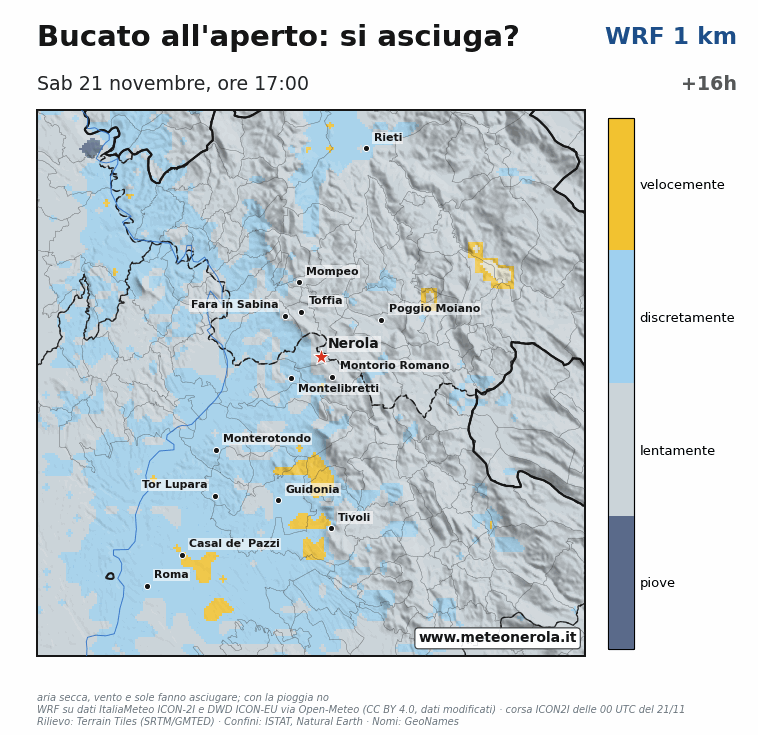 Bucato all'aperto: si asciuga?
WRF 1 km
Sab 21 novembre, ore 17:00
+16h
Rieti
Mompeo
Fara in Sabina
Toffia
Poggio Moiano
Nerola
Montorio Romano
Montelibretti
Monterotondo
Tor Lupara
Guidonia
Tivoli
Casal de' Pazzi
Roma
www.meteonerola.it
velocemente
discretamente
lentamente
piove
aria secca, vento e sole fanno asciugare; con la pioggia no
WRF su dati ItaliaMeteo ICON-2I e DWD ICON-EU via Open-Meteo (CC BY 4.0, dati modificati) · corsa ICON2I delle 00 UTC del 21/11
Rilievo: Terrain Tiles (SRTM/GMTED) · Confini: ISTAT, Natural Earth · Nomi: GeoNames